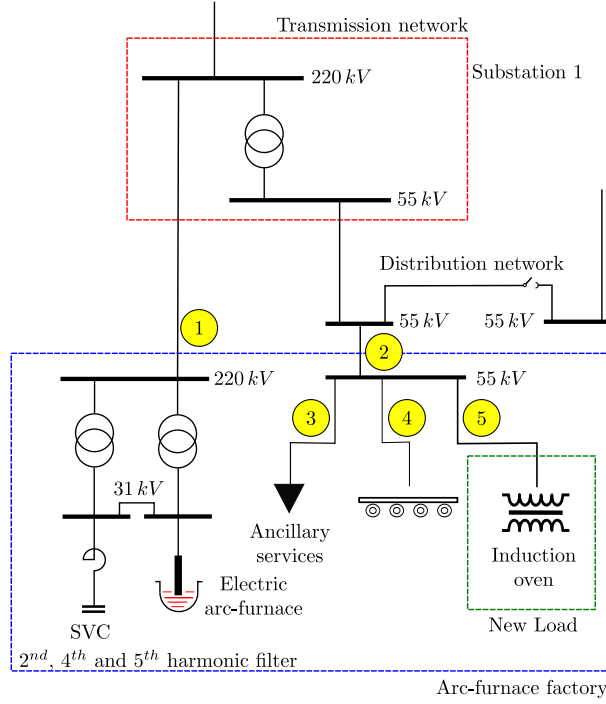 Transmission network
Substation 1
220 kV
55 kV
Distribution network
1
55 kV
55 kV
2
220 kV
55 kV
3
4
5
31 kV
Ancillary
services
Induction
oven
Electric
arc-furnace
SVC
New Load
2nd, 4th and 5th harmonic filter
Arc-furnace factory